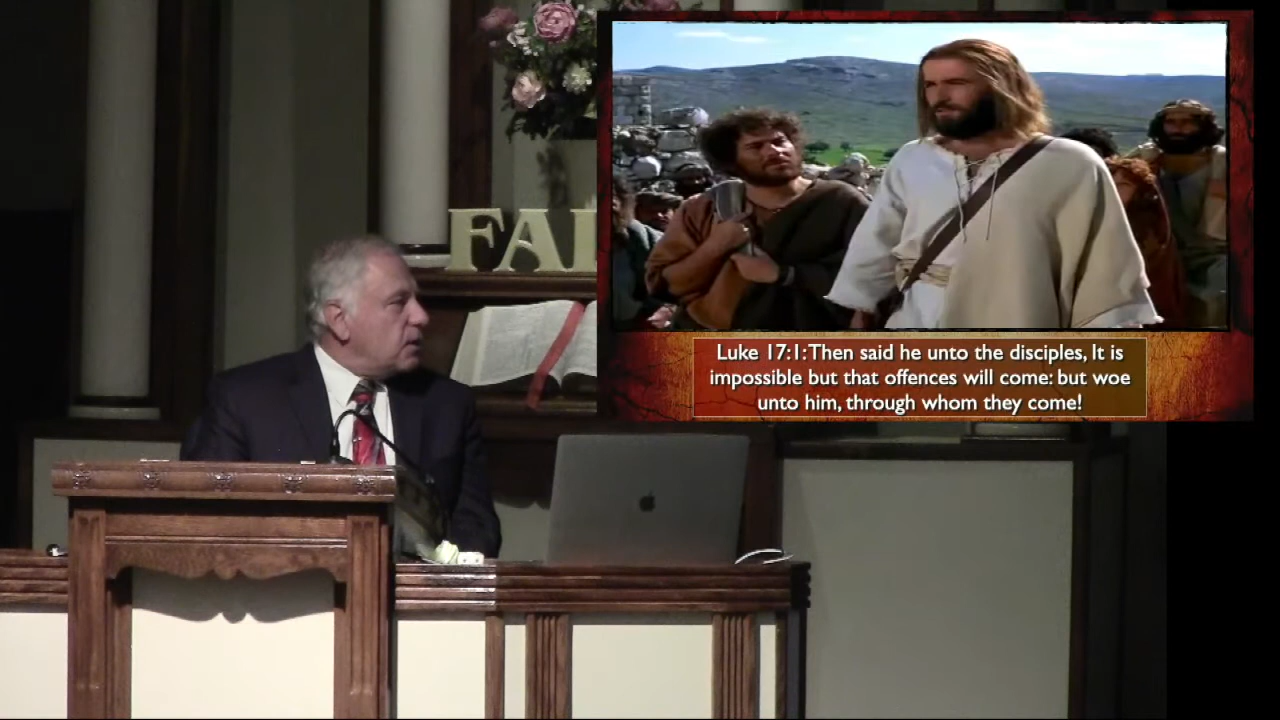 FAI
Luke 17:1: Then said he unto the disciples, It is
impossible but that offences will come: but woe
unto him, through whom they come!